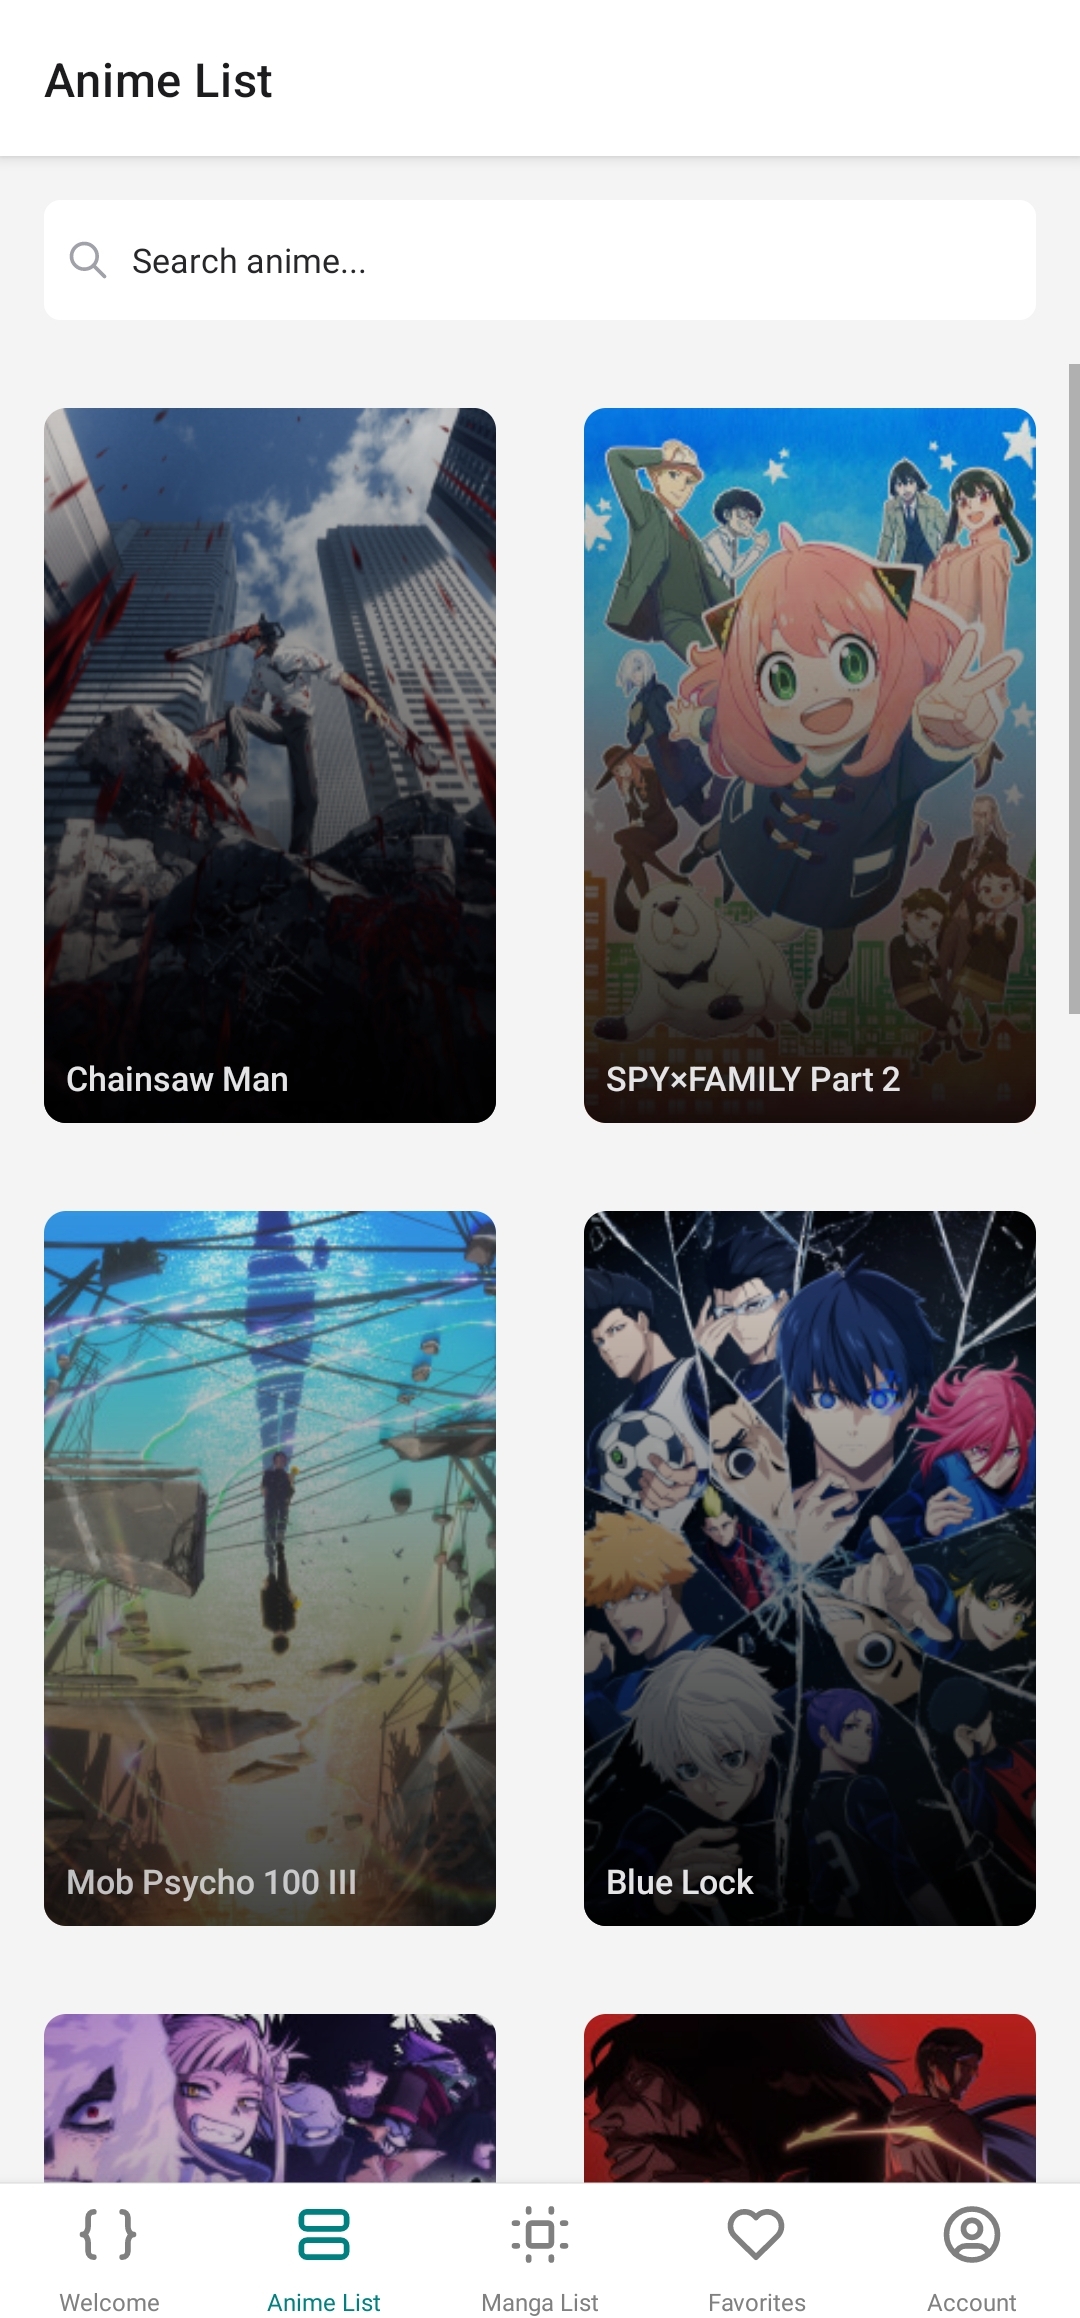 Anime List
Search anime...
Chainsaw Man
SPY×FAMILY Part 2
Mob Psycho 100 III
Blue Lock
Welcome
Anime List
Manga List
Favorites
Account